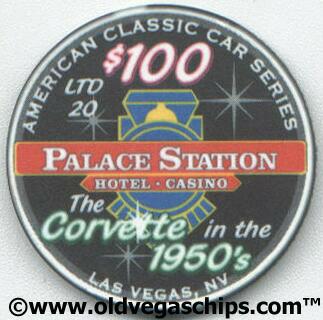 AMERICAN CLASSIC CAR SERIES
$100
LTD
20
PALACE STATION
HOTEL · CASINO
The
Corvette in the
1950's
LAS VEGAS, NV
©www.oldvegaschips.com™